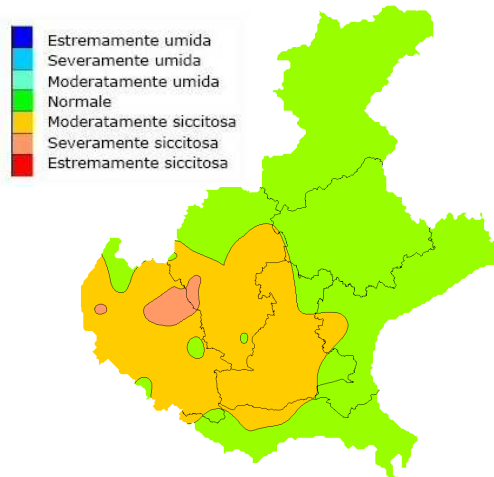 Estremamente umida
Severamente umida
Moderatamente umida
Normale
Moderatamente siccitosa
Severamente siccitosa
Estremamente siccitosa